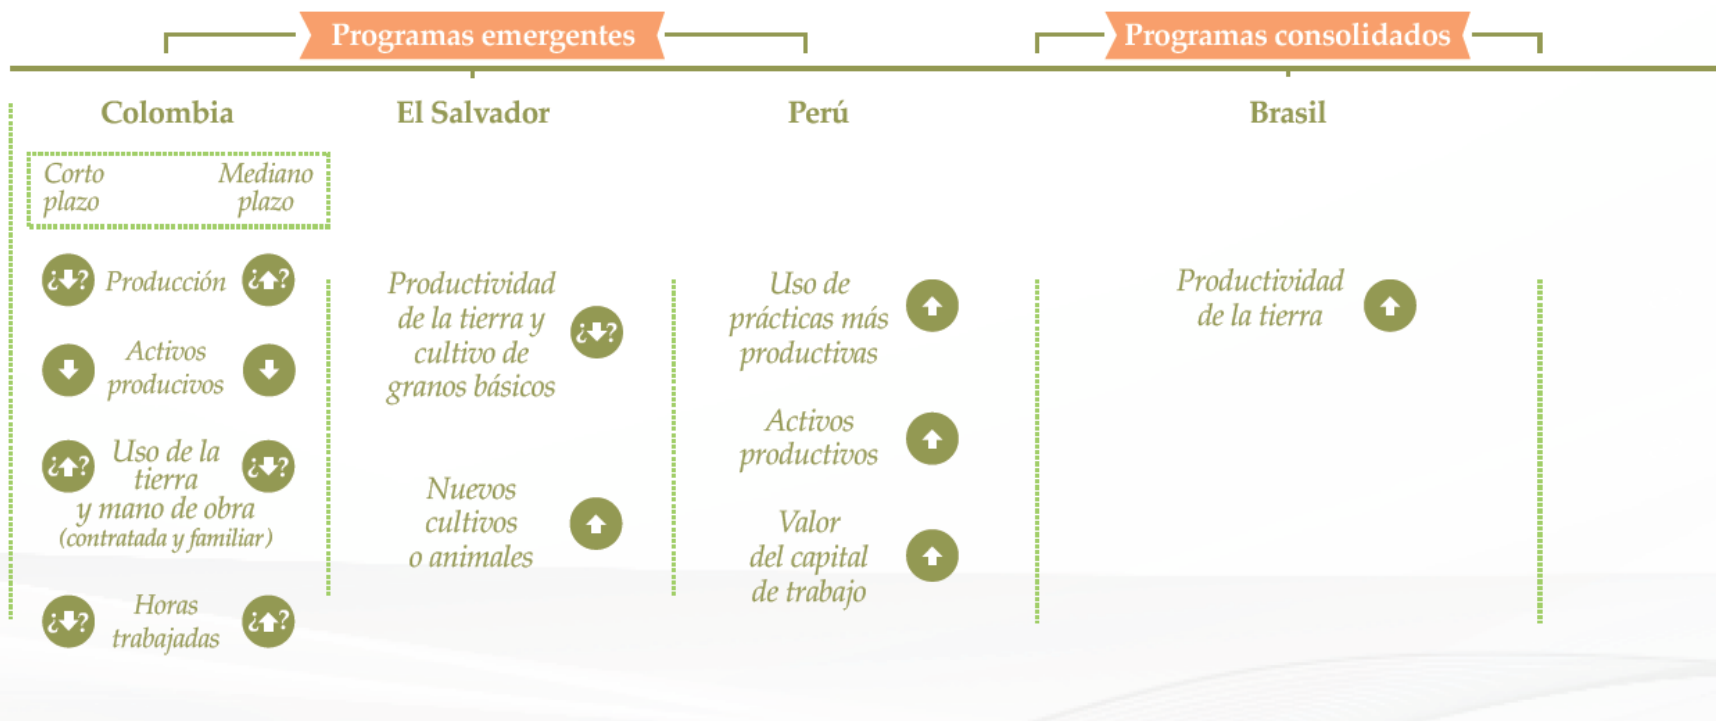 Programas emergentes
Programas consolidados
Colombia
El Salvador
Perú
Brasil
Corto
plazo
Mediano
plazo
¿?
Producción
¿?
Activos
producivos
¿?
Uso de la
tierra
y mano de obra
(contratada y familiar)
¿?
¿?
Horas
trabajadas
¿?
Productividad
de la tierra y
cultivo de
granos básicos
¿?
Nuevos
cultivos
o animales
Uso de
prácticas más
productivas
Activos
productivos
Valor
del capital
de trabajo
Productividad
de la tierra